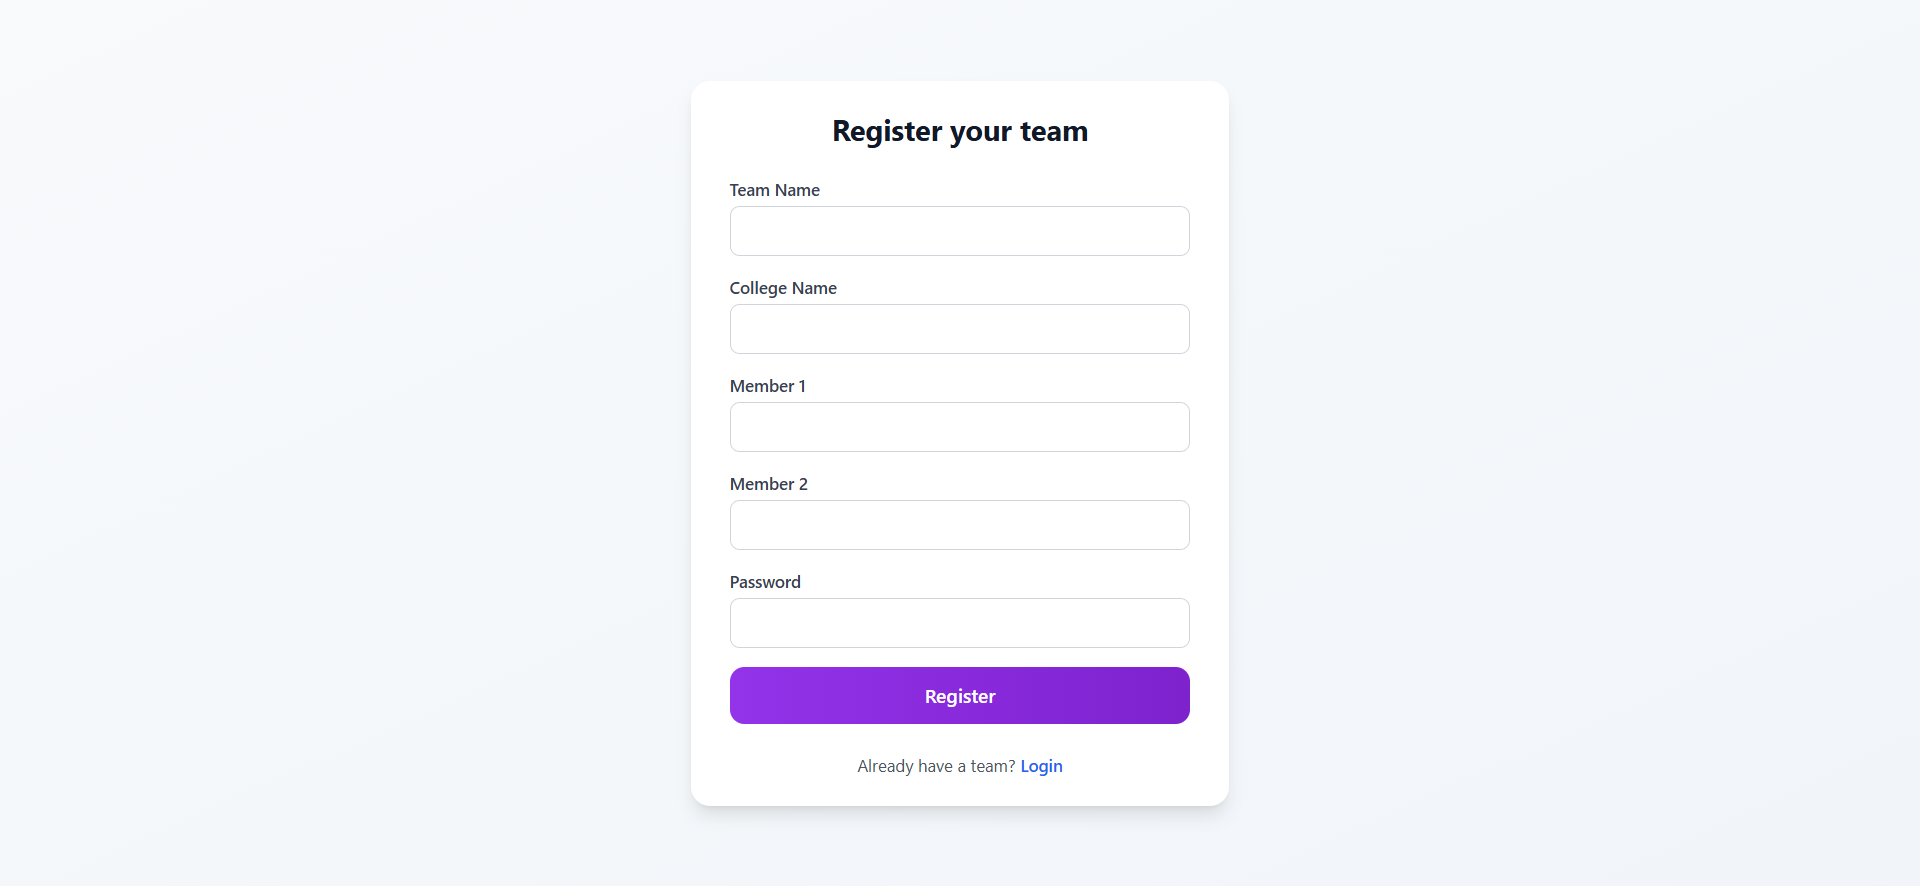 Register your team
Team Name
College Name
Member 1
Member 2
Password
Register
Already have a team? Login